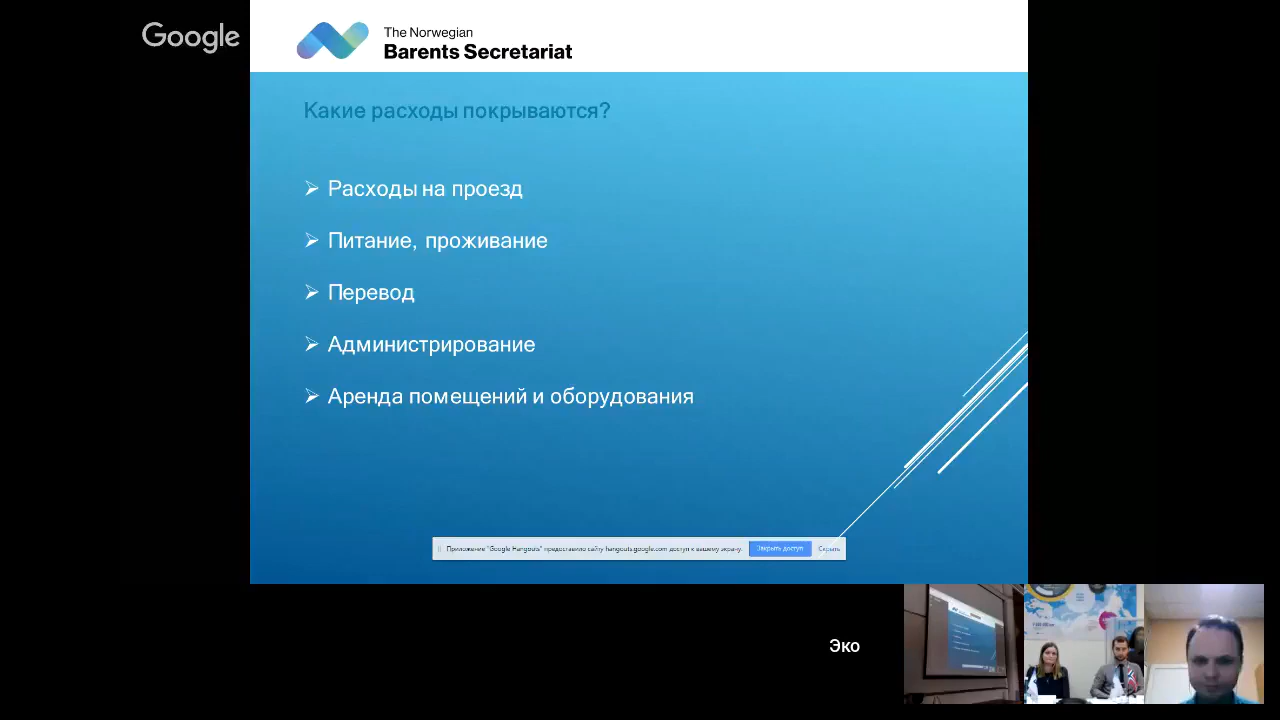 Google
The Norwegian
Barents Secretariat
Какие расходы покрываются?
Расходы на проезд
Питание, проживание
Перевод
Администрирование
Аренда помещений и оборудования
Приложение "Google Hangouts" предоставило сайту hangouts.google.com доступ к вашему экрану.
Закрыть доступ
Скрыть
Эко